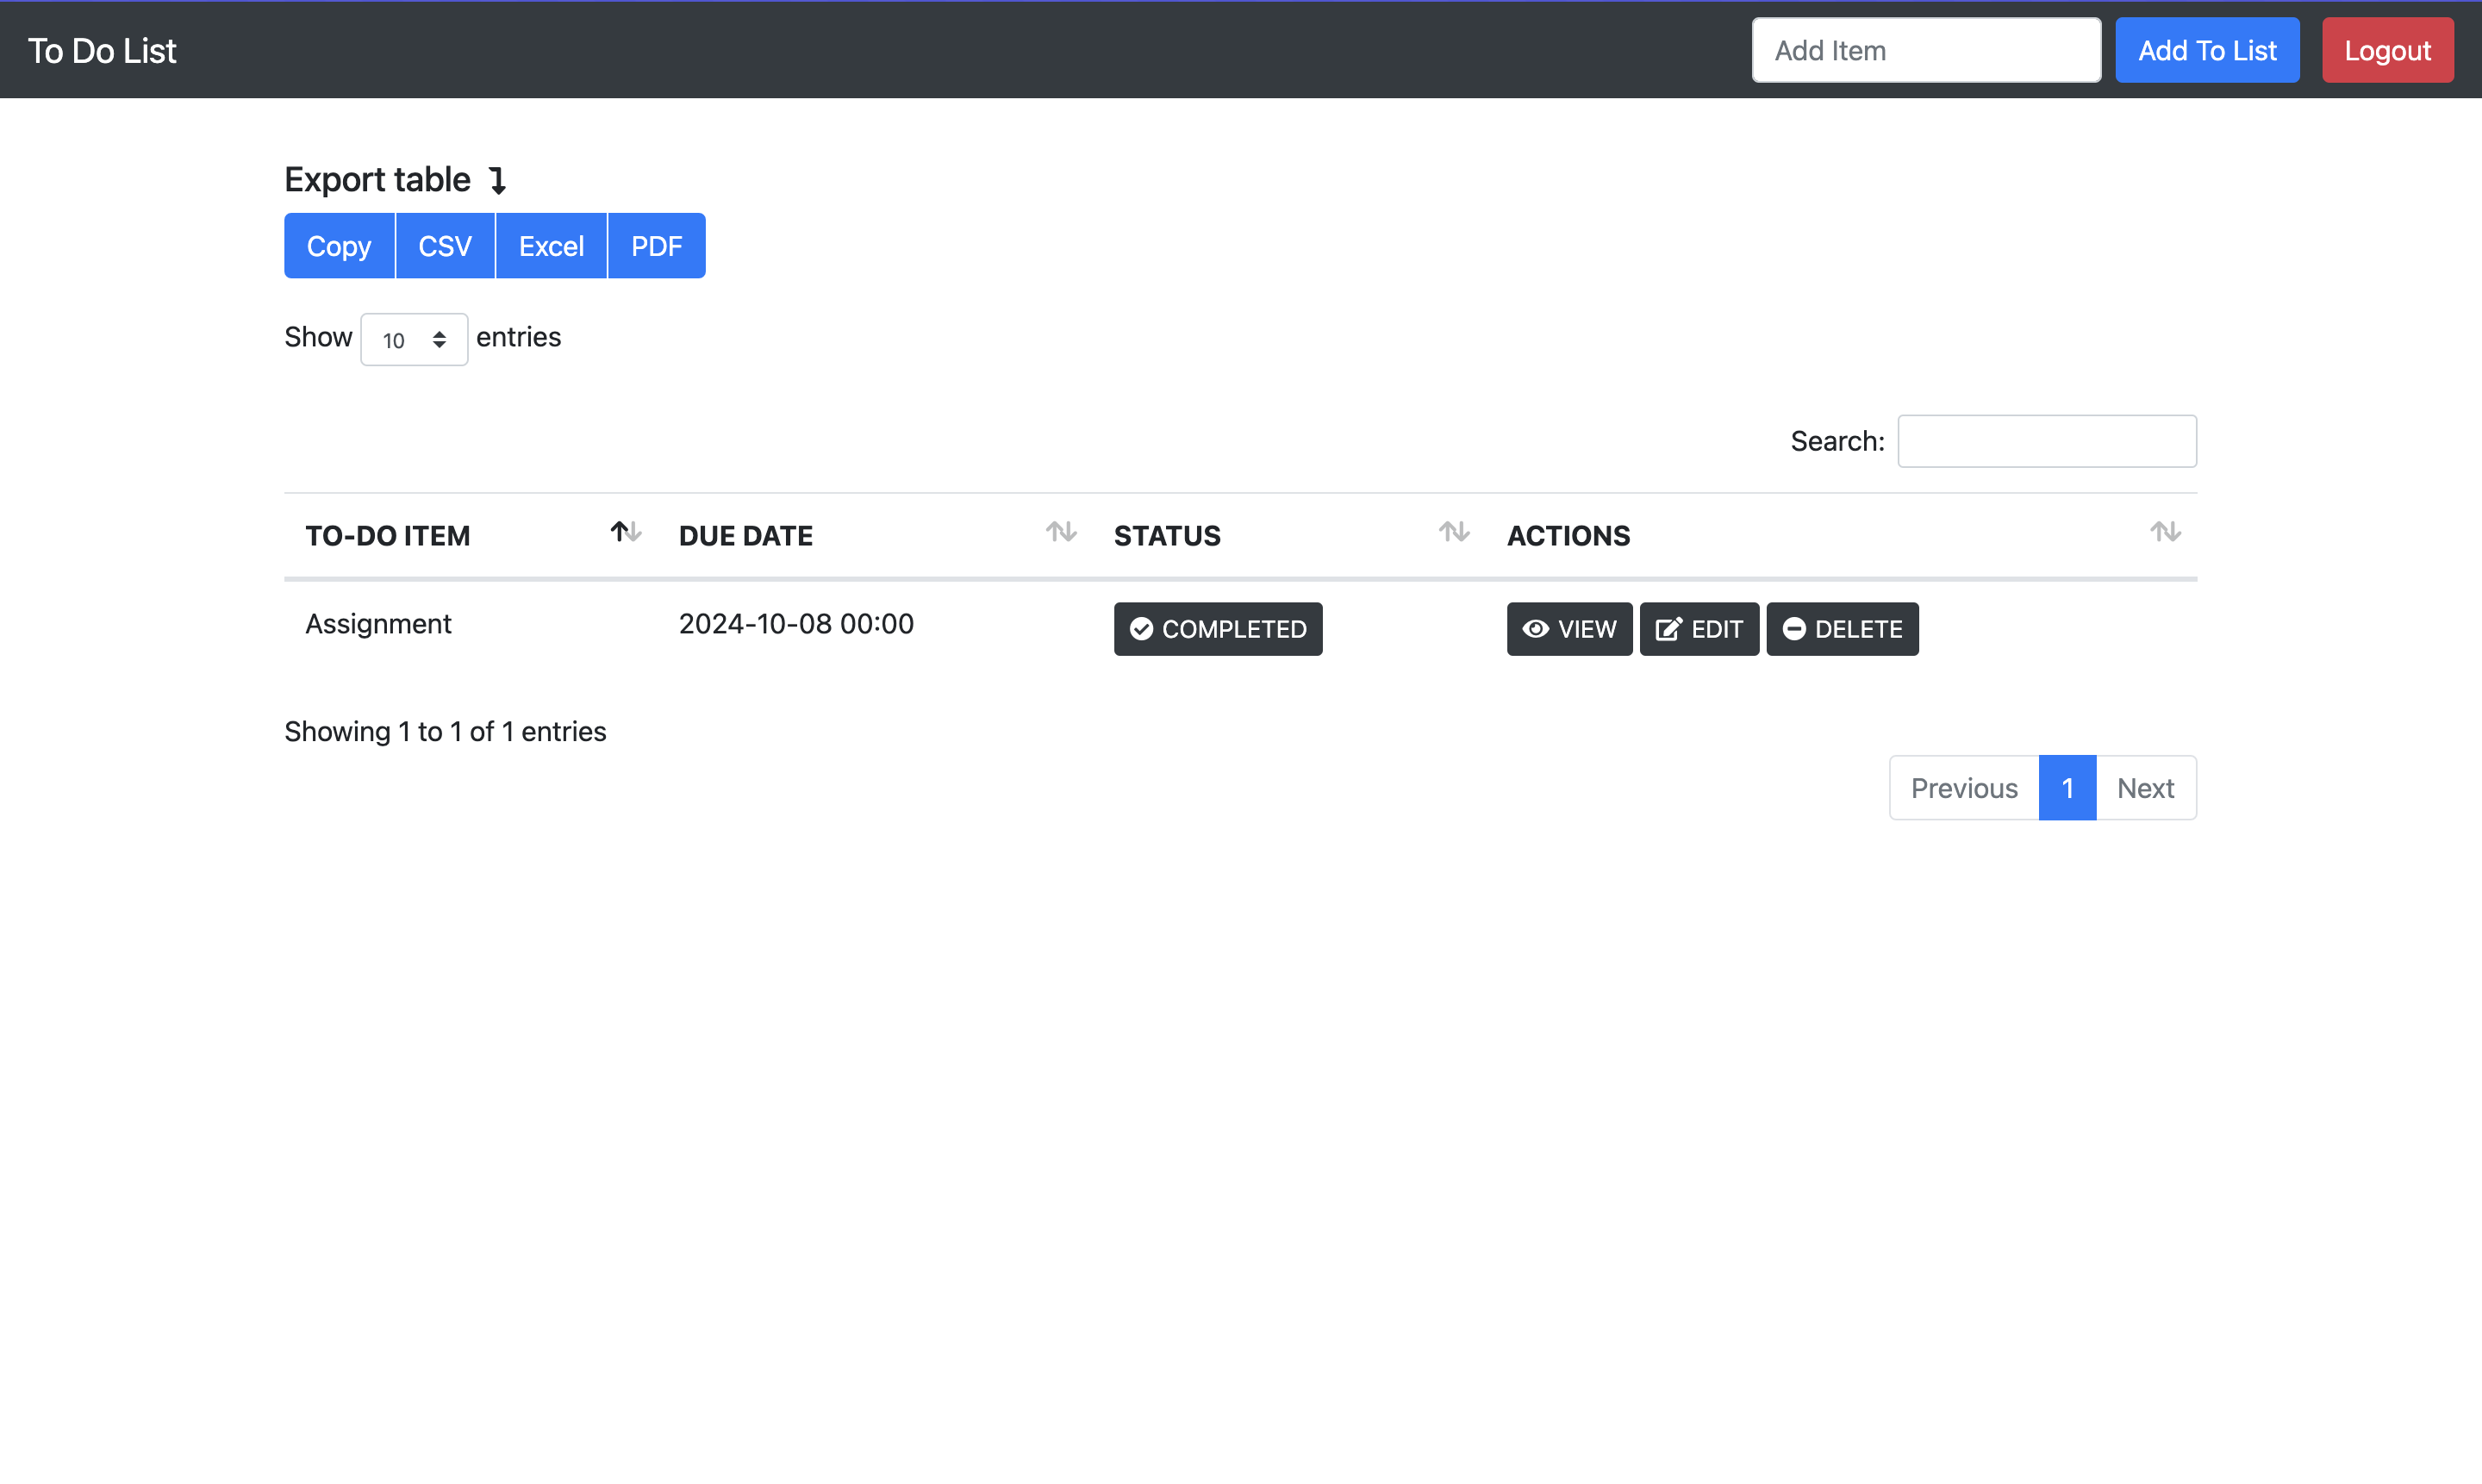 To Do List
Add Item
Add To List
Logout
Export table
Copy CSV Excel PDF
Show 10 entries
Search:
TO-DO ITEM DUE DATE STATUS ACTIONS
Assignment 2024-10-08 00:00 COMPLETED VIEW EDIT DELETE
Showing 1 to 1 of 1 entries
Previous 1 Next